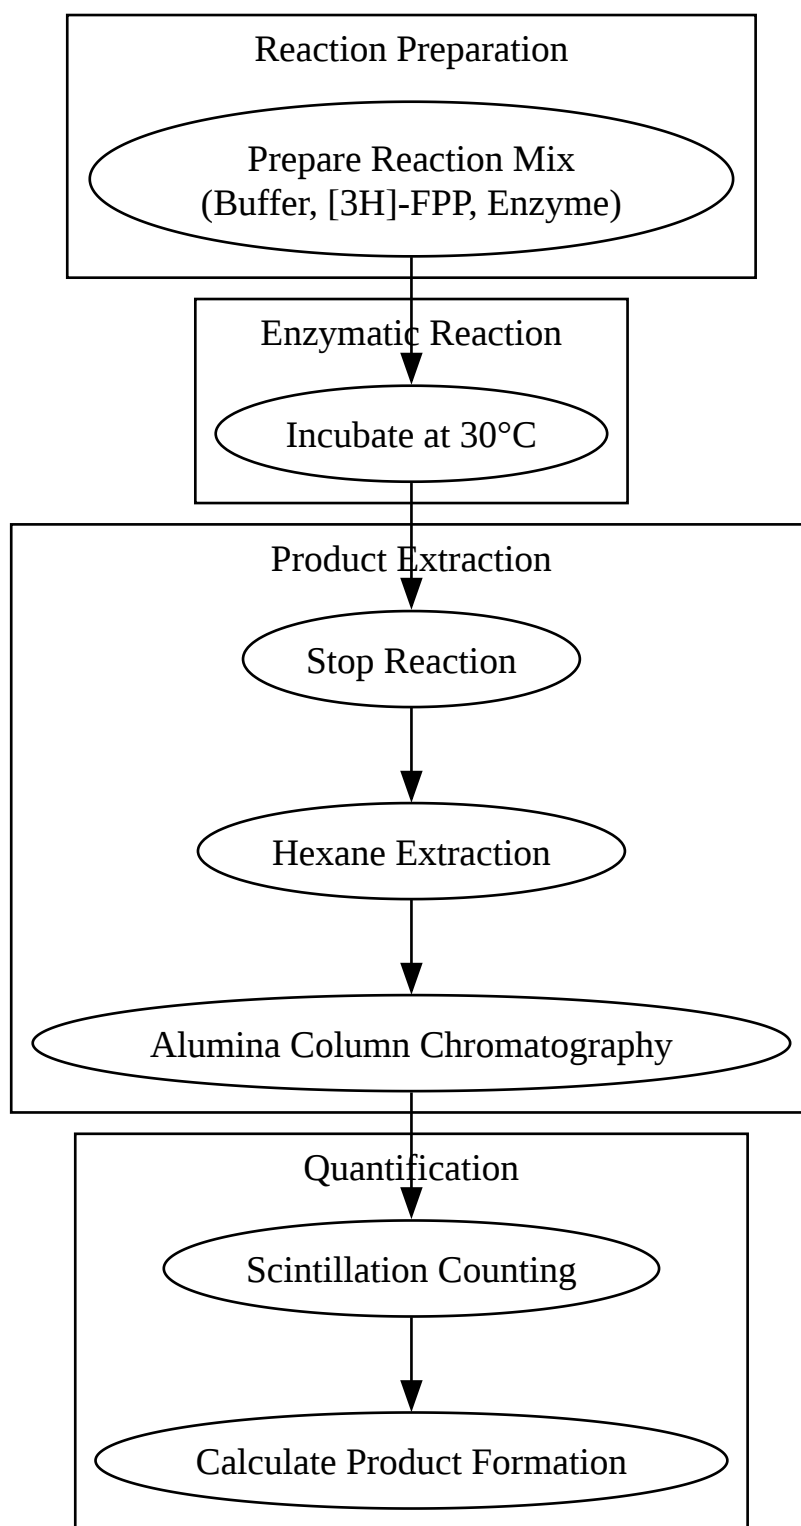 Reaction Preparation
Prepare Reaction Mix
(Buffer, [3H]-FPP, Enzyme)
Enzymatic Reaction
Incubate at 30°C
Product Extraction
Stop Reaction
Hexane Extraction
Alumina Column Chromatography
Quantification
Scintillation Counting
Calculate Product Formation